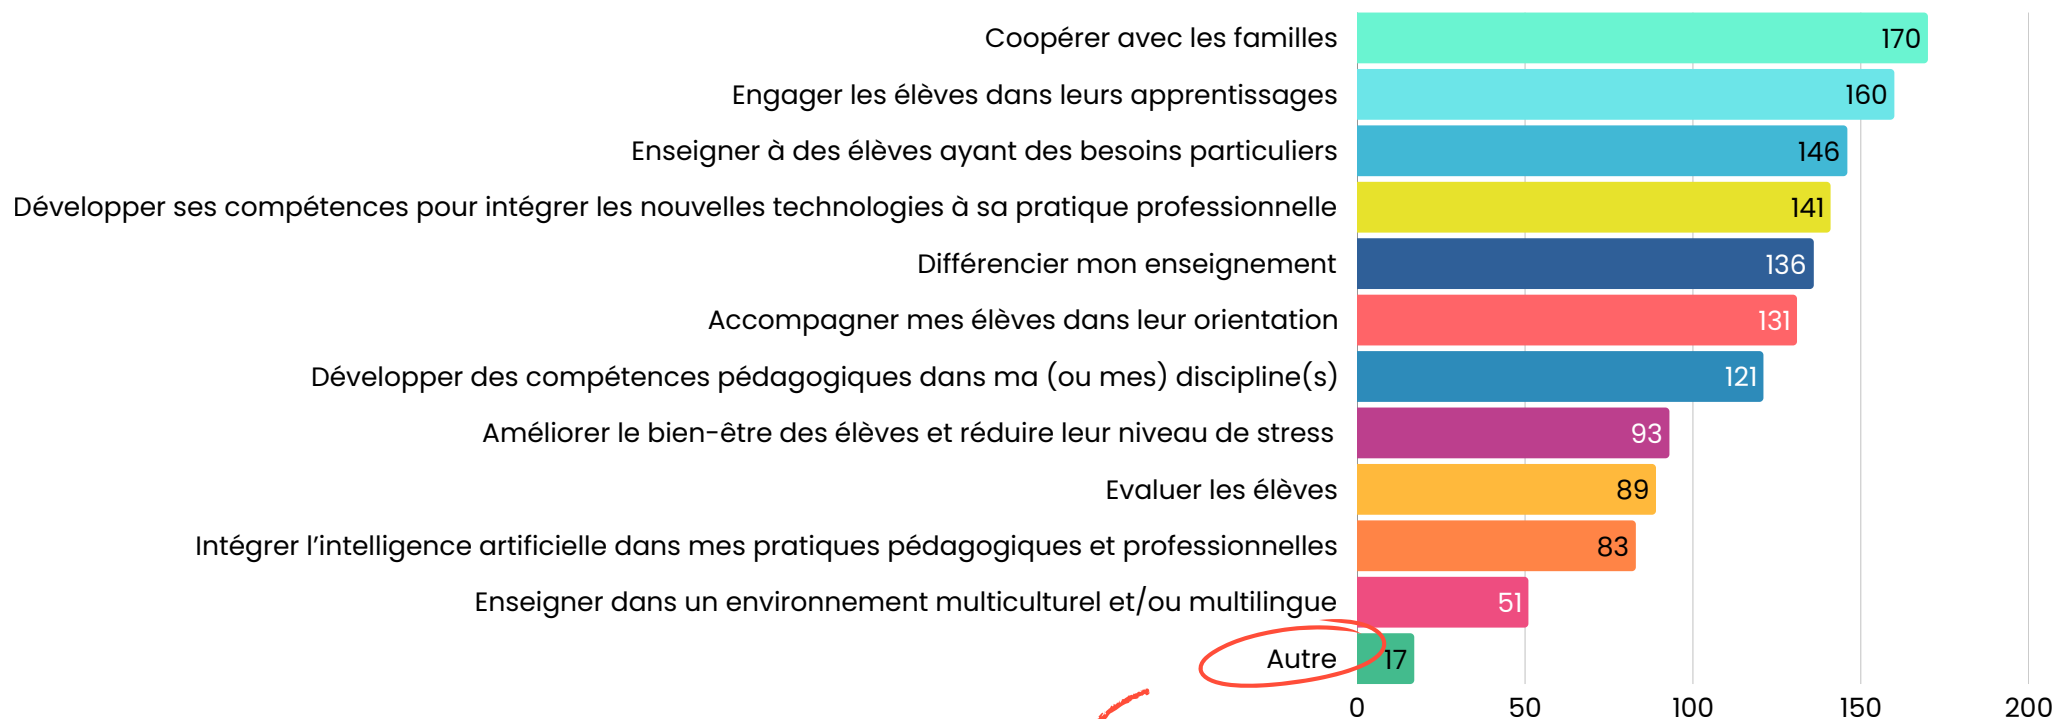 Coopérer avec les familles 170
Engager les élèves dans leurs apprentissages 160
Enseigner à des élèves ayant des besoins particuliers 146
Développer ses compétences pour intégrer les nouvelles technologies à sa pratique professionnelle 141
Différencier mon enseignement 136
Accompagner mes élèves dans leur orientation 131
Développer des compétences pédagogiques dans ma (ou mes) discipline(s) 121
Améliorer le bien-être des élèves et réduire leur niveau de stress 93
Evaluer les élèves 89
Intégrer l’intelligence artificielle dans mes pratiques pédagogiques et professionnelles 83
Enseigner dans un environnement multiculturel et/ou multilingue 51
Autre 17
0 50 100 150 200